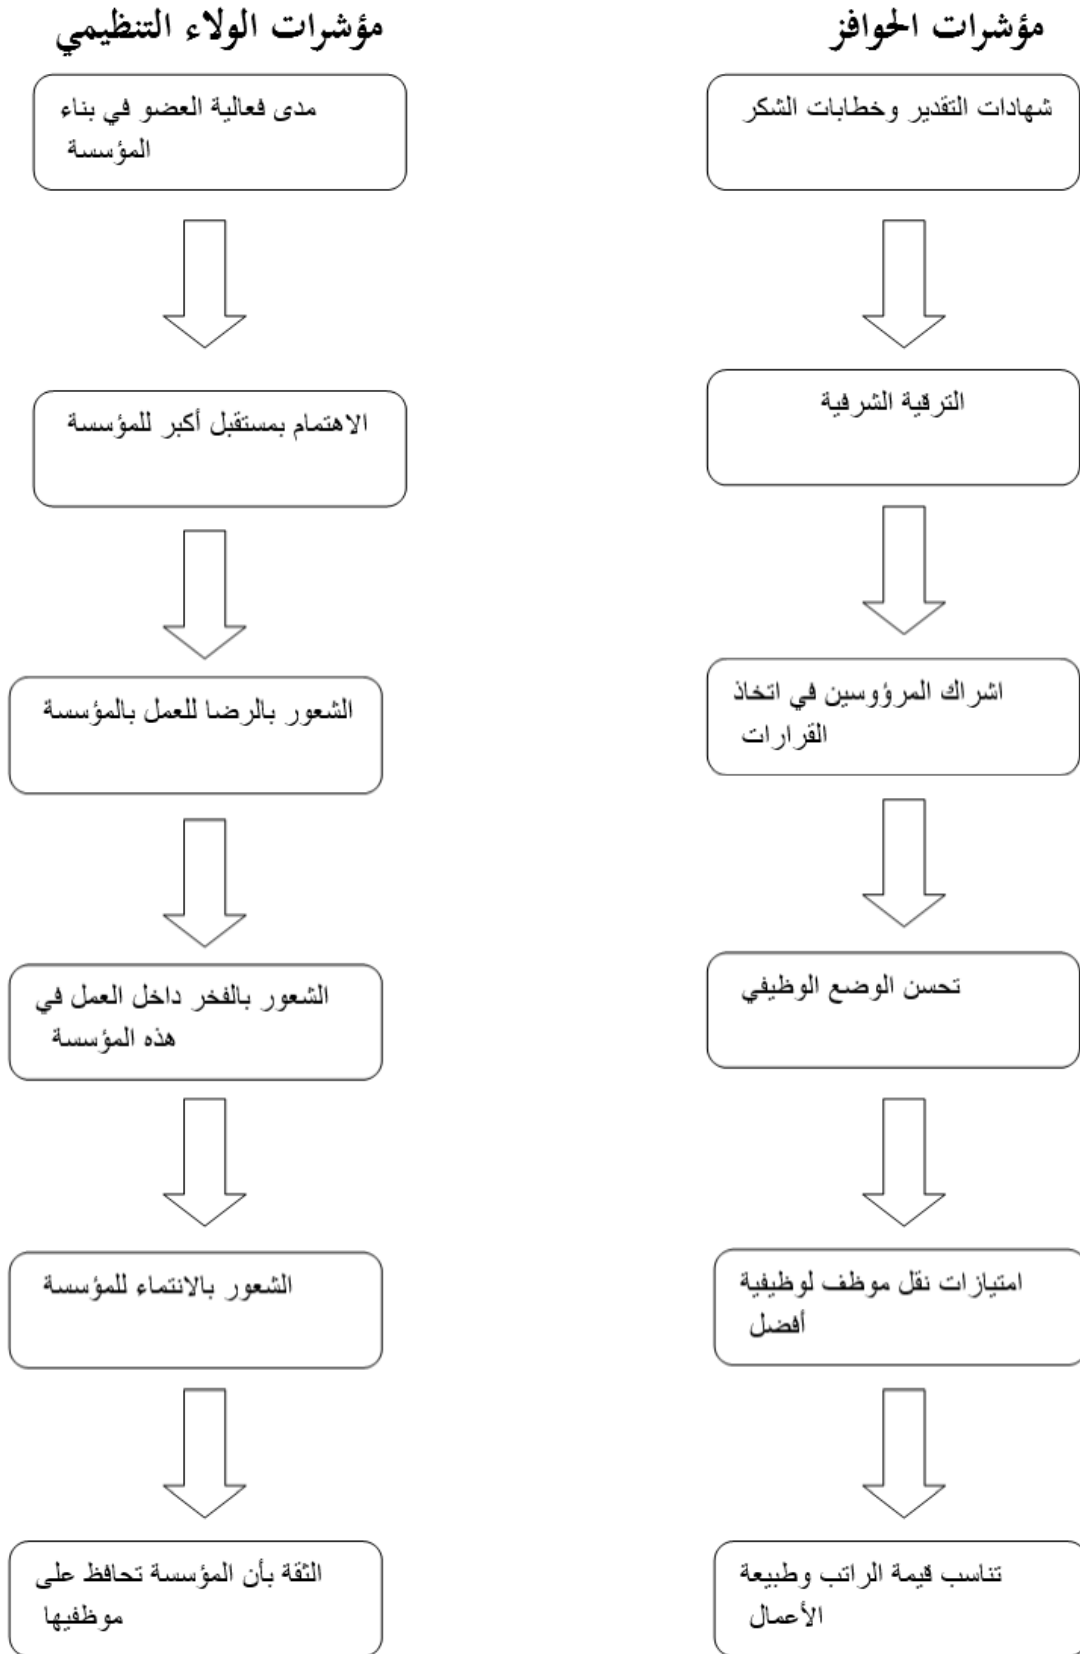 مؤشرات الحوافز
شهادات التقدير وخطابات الشكر
الترقية الشرفية
اشراك المرؤوسين في اتخاذ
القرارات
تحسن الوضع الوظيفي
امتيازات نقل موظف لوظيفية
أفضل
تناسب قيمة الراتب وطبيعة
الأعمال
مؤشرات الولاء التنظيمي
مدى فعالية العضو في بناء
المؤسسة
الاهتمام بمستقبل أكبر للمؤسسة
الشعور بالرضا للعمل بالمؤسسة
الشعور بالفخر داخل العمل في
هذه المؤسسة
الشعور بالانتماء للمؤسسة
الثقة بأن المؤسسة تحافظ على
موظفيها